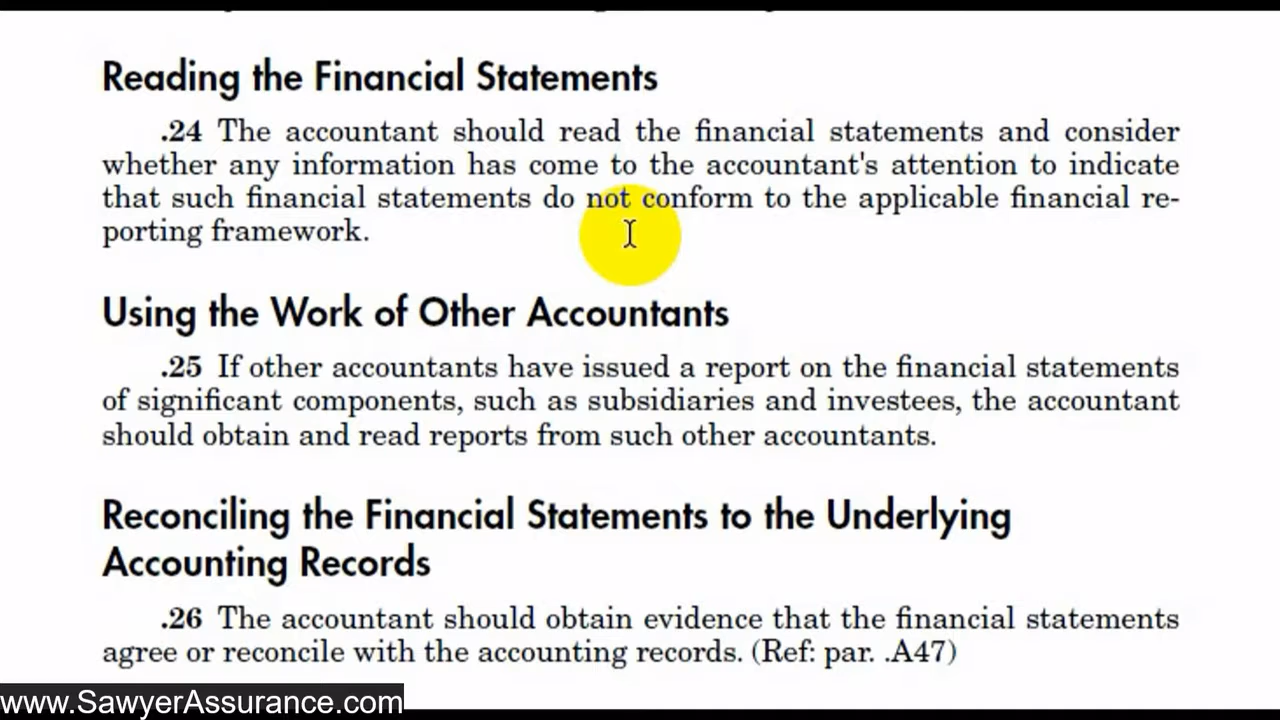 Reading the Financial Statements
.24 The accountant should read the financial statements and consider
whether any information has come to the accountant's attention to indicate
that such financial statements do not conform to the applicable financial re-
porting framework.
Using the Work of Other Accountants
.25 If other accountants have issued a report on the financial statements
of significant components, such as subsidiaries and investees, the accountant
should obtain and read reports from such other accountants.
Reconciling the Financial Statements to the Underlying
Accounting Records
.26 The accountant should obtain evidence that the financial statements
agree or reconcile with the accounting records. (Ref: par. .A47)
www.SawyerAssurance.com